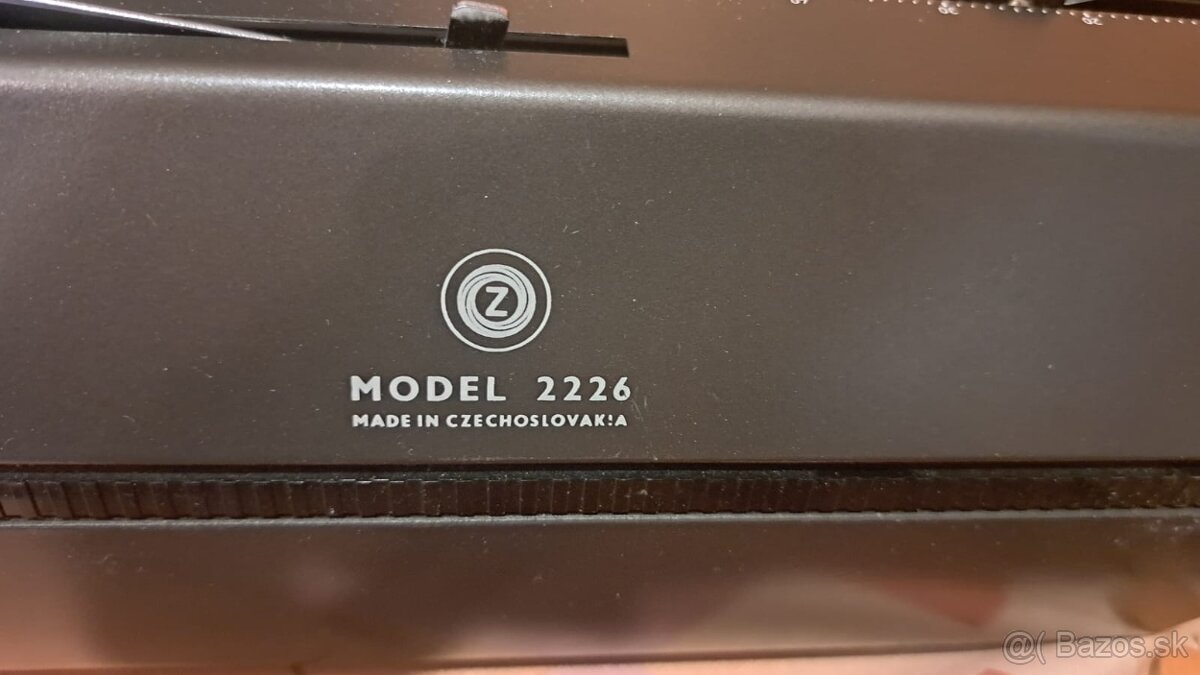 Z
MODEL 2226
MADE IN CZECHOSLOVAK!A
@( Bazos.sk